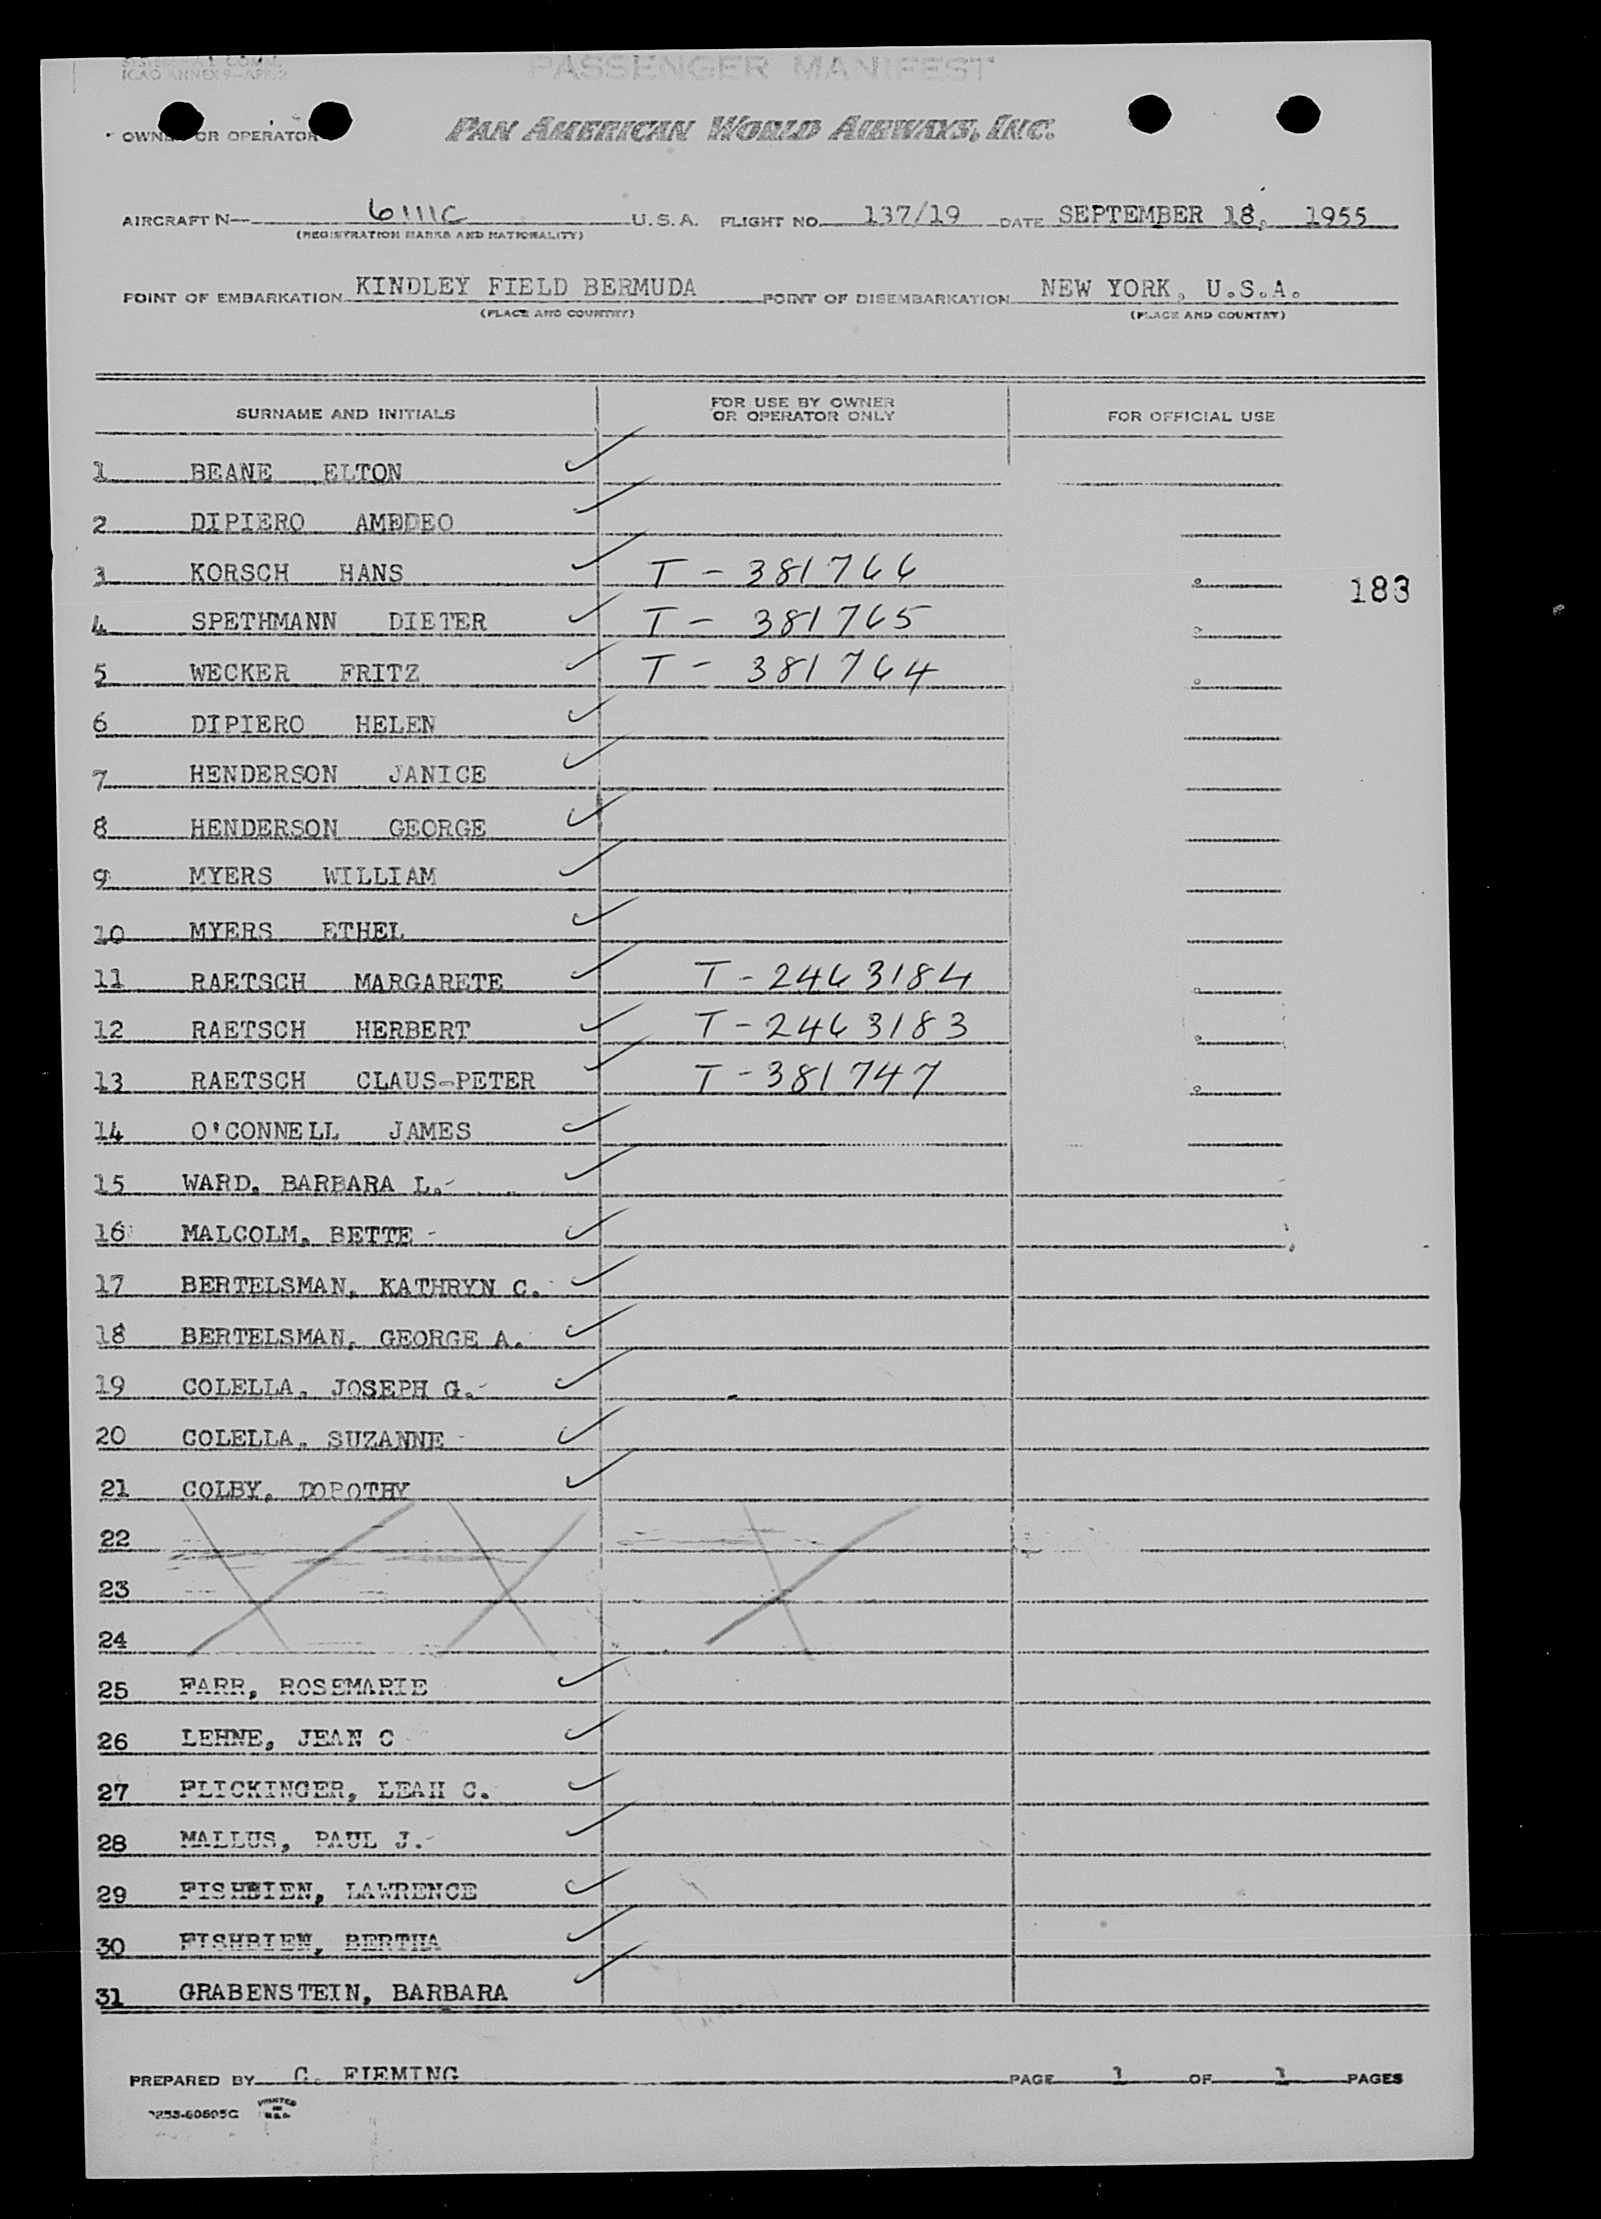 ICAO ANNEX 9—APP. 2
PASSENGER MANIFEST
OWNER OR OPERATOR PAN AMERICAN WORLD AIRWAYS, INC.
AIRCRAFT N— 6111C U.S.A. FLIGHT NO. 137/19 DATE SEPTEMBER 18, 1955
(REGISTRATION MARKS AND NATIONALITY)
POINT OF EMBARKATION KINDLEY FIELD BERMUDA POINT OF DISEMBARKATION NEW YORK, U.S.A.
(PLACE AND COUNTRY) (PLACE AND COUNTRY)
SURNAME AND INITIALS FOR USE BY OWNER OR OPERATOR ONLY FOR OFFICIAL USE
1 BEANE ELTON
2 DIPIERO AMEDEO
3 KORSCH HANS T - 381766
183
4 SPETHMANN DIETER T - 381765
5 WECKER FRITZ T - 381764
6 DIPIERO HELEN
7 HENDERSON JANICE
8 HENDERSON GEORGE
9 MYERS WILLIAM
10 MYERS ETHEL
11 RAETSCH MARGARETE T - 2463184
12 RAETSCH HERBERT T - 2463183
13 RAETSCH CLAUS-PETER T - 381747
14 O'CONNELL JAMES
15 WARD, BARBARA L.
16 MALCOLM, BETTE
17 BERTELSMAN, KATHRYN C.
18 BERTELSMAN, GEORGE A.
19 COLELLA, JOSEPH G.
20 COLELLA, SUZANNE
21 COLBY, DOROTHY
22
23
24
25 FARR, ROSEMARIE
26 LEHNE, JEAN C
27 FLICKINGER, LEAH C.
28 MALLUS, PAUL J.
29 FISHBIEN, LAWRENCE
30 FISHBIEN, BERTHA
31 GRABENSTEIN, BARBARA
PREPARED BY C. FLEMING PAGE 1 OF 1 PAGES
PRINTED IN U.S.A.